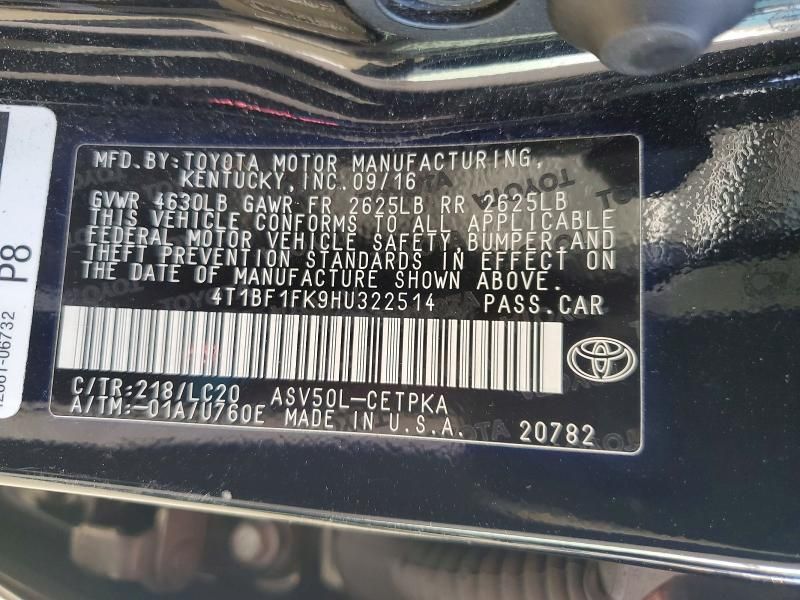 MFD. BY: TOYOTA MOTOR MANUFACTURING,
KENTUCKY, INC. 09/16
GVWR 4630LB GAWR FR 2625LB RR 2625LB
THIS VEHICLE CONFORMS TO ALL APPLICABLE
FEDERAL MOTOR VEHICLE SAFETY, BUMPER, AND
THEFT PREVENTION STANDARDS IN EFFECT ON
THE DATE OF MANUFACTURE SHOWN ABOVE.
4T1BF1FK9HU322514 PASS.CAR
C/TR:218/LC20 ASV50L-CETPKA
A/TM:-01A/U760E MADE IN U.S.A. 20782
P8